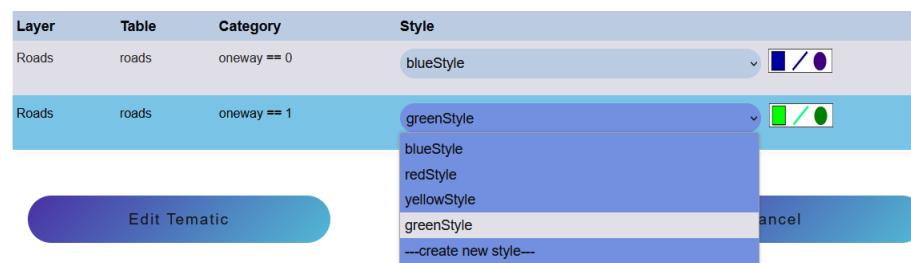 Layer Table Category Style
Roads roads oneway == 0 blueStyle
Roads roads oneway == 1 greenStyle
blueStyle
redStyle
yellowStyle
greenStyle
---create new style---
Edit Tematic ancel